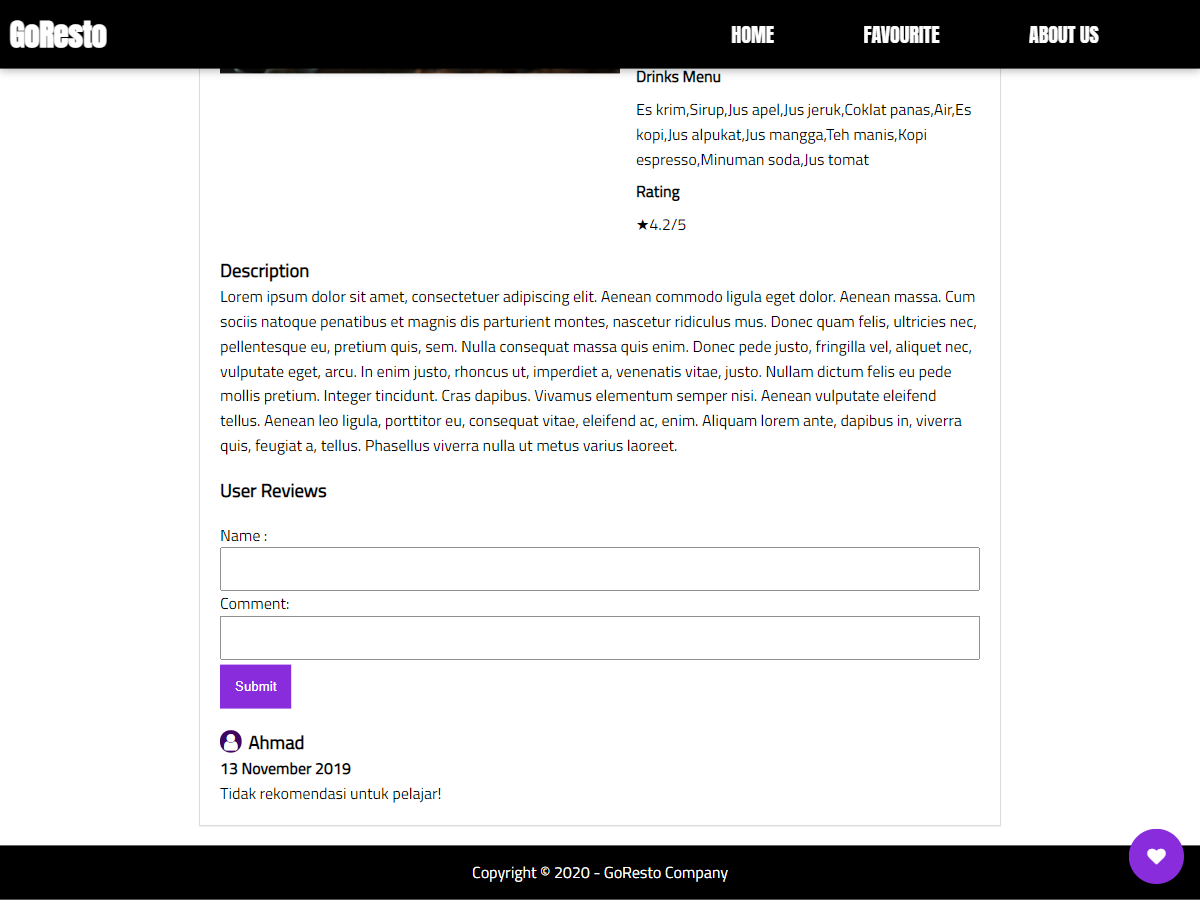 GoResto
HOME
FAVOURITE
ABOUT US
Drinks Menu
Es krim,Sirup,Jus apel,Jus jeruk,Coklat panas,Air,Es
kopi,Jus alpukat,Jus mangga,Teh manis,Kopi
espresso,Minuman soda,Jus tomat
Rating
★4.2/5
Description
Lorem ipsum dolor sit amet, consectetuer adipiscing elit. Aenean commodo ligula eget dolor. Aenean massa. Cum
sociis natoque penatibus et magnis dis parturient montes, nascetur ridiculus mus. Donec quam felis, ultricies nec,
pellentesque eu, pretium quis, sem. Nulla consequat massa quis enim. Donec pede justo, fringilla vel, aliquet nec,
vulputate eget, arcu. In enim justo, rhoncus ut, imperdiet a, venenatis vitae, justo. Nullam dictum felis eu pede
mollis pretium. Integer tincidunt. Cras dapibus. Vivamus elementum semper nisi. Aenean vulputate eleifend
tellus. Aenean leo ligula, porttitor eu, consequat vitae, eleifend ac, enim. Aliquam lorem ante, dapibus in, viverra
quis, feugiat a, tellus. Phasellus viverra nulla ut metus varius laoreet.
User Reviews
Name :
Comment:
Submit
Ahmad
13 November 2019
Tidak rekomendasi untuk pelajar!
Copyright © 2020 - GoResto Company